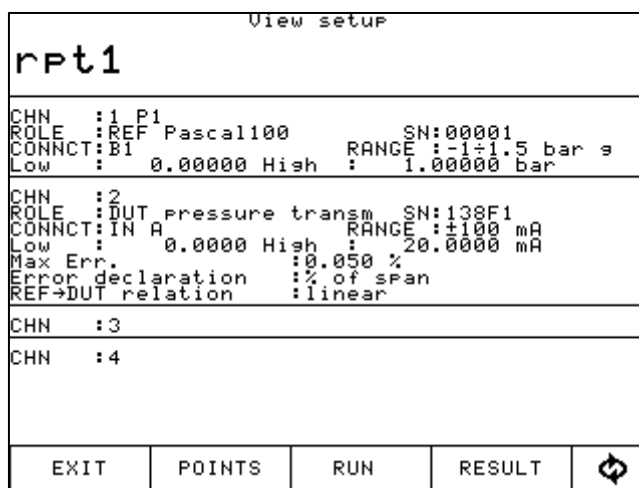 View setup
rpt1
CHN :1 P1
ROLE :REF Pascal100 SN:00001
CONNCT:B1 RANGE :-1÷1.5 bar g
Low : 0.00000 High : 1.00000 bar
CHN :2
ROLE :DUT pressure transm SN:138F1
CONNCT:IN A RANGE :±100 mA
Low : 0.0000 High : 20.0000 mA
Max Err. :0.050 %
Error declaration :% of span
REF→DUT relation :linear
CHN :3
CHN :4
EXIT POINTS RUN RESULT